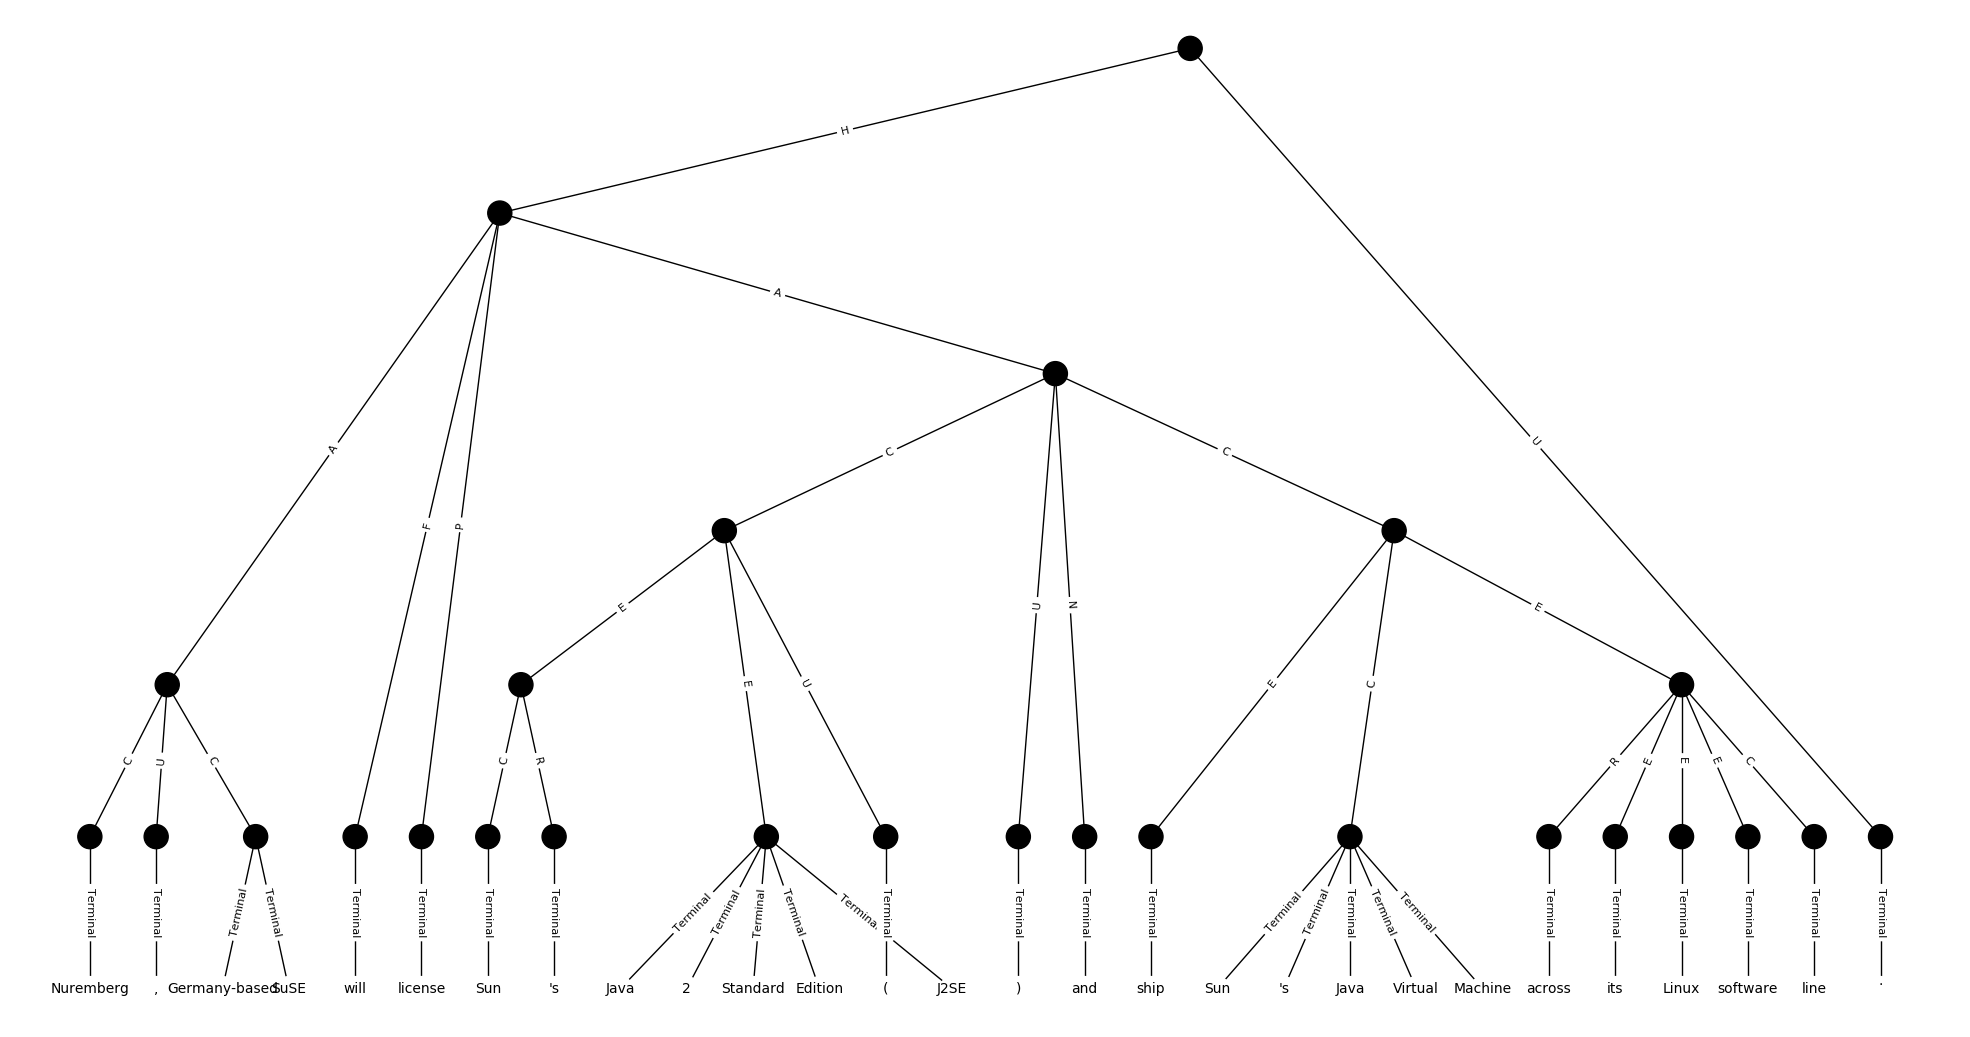 H
A
A
U
F
P
C
C
E
E
U
U
N
E
C
E
C
U
C
C
R
R
E
E
E
C
Terminal Terminal Terminal Terminal Terminal Terminal Terminal Terminal Terminal Terminal Terminal Terminal Terminal Terminal Terminal Terminal Terminal Terminal Terminal Terminal Terminal Terminal Terminal Terminal Terminal Terminal Terminal Terminal
Nuremberg , Germany-based SuSE will license Sun 's Java 2 Standard Edition ( J2SE ) and ship Sun 's Java Virtual Machine across its Linux software line .